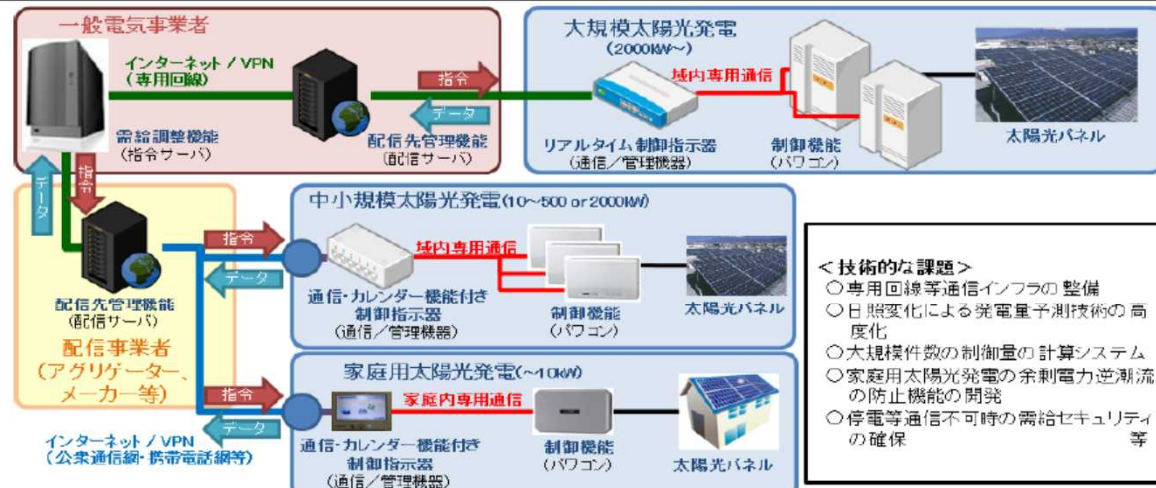 一般電気事業者
インターネット / VPN
(専用回線)
需給調整機能
(指令サーバ)
配信先管理機能
(配信サーバ)
指令
データ
大規模太陽光発電
(2000kW~)
域内専用通信
リアルタイム制御指示器
(通信/管理機器)
制御機能
(パワコン)
太陽光パネル
データ
指令
配信先管理機能
(配信サーバ)
配信事業者
(アグリゲーター、
メーカー等)
指令
データ
中小規模太陽光発電(10~500 or 2000kW)
域内専用通信
通信・カレンダー機能付き
制御指示器
(通信/管理機器)
制御機能
(パワコン)
太陽光パネル
指令
データ
インターネット / VPN
(公衆通信網・携帯電話網等)
家庭用太陽光発電(~10kW)
家庭内専用通信
通信・カレンダー機能付き
制御指示器
(通信/管理機器)
制御機能
(パワコン)
太陽光パネル
<技術的な課題>
○専用回線等通信インフラの整備
○日照変化による発電量予測技術の高
度化
○大規模件数の制御量の計算システム
○家庭用太陽光発電の余剰電力逆潮流
の防止機能の開発
○停電等通信不可時の需給セキュリティ
の確保 等